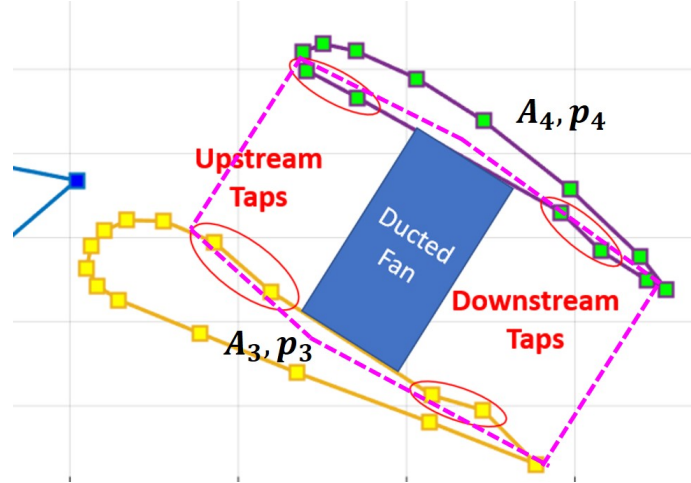 A₄, p₄
Upstream
Taps
Ducted
Fan
Downstream
Taps
A₃, p₃